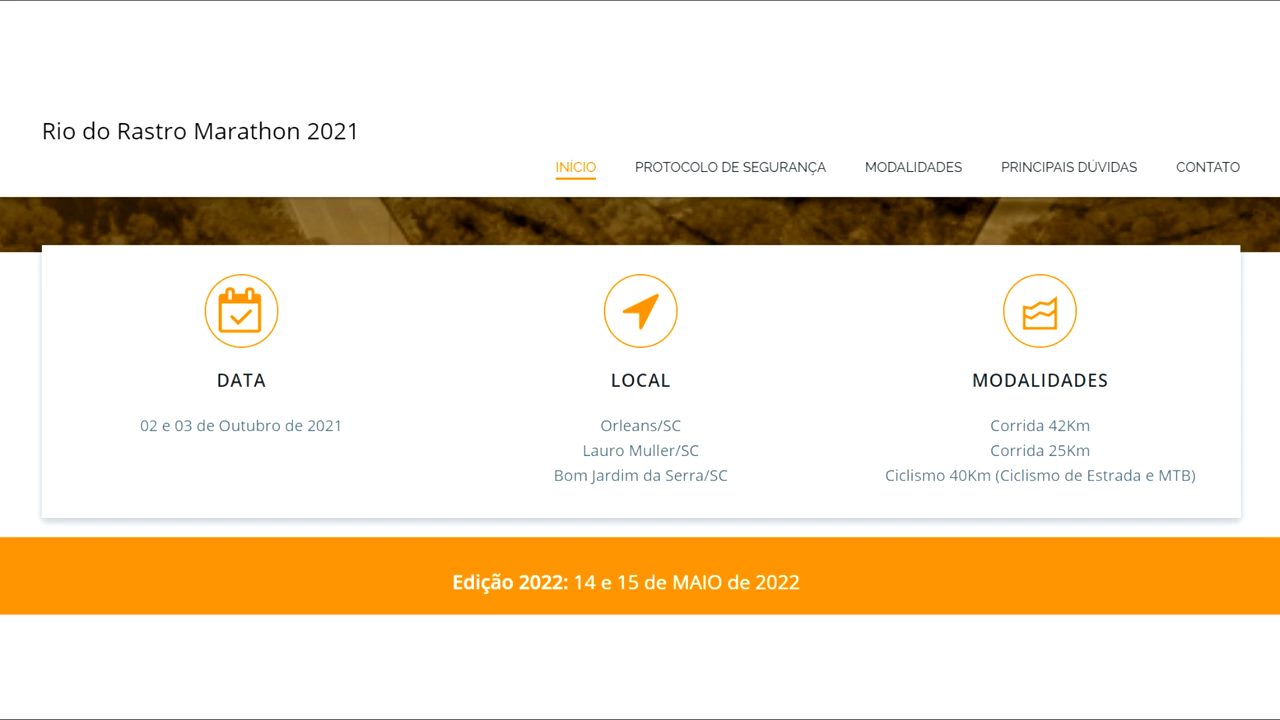 Rio do Rastro Marathon 2021
INÍCIO PROTOCOLO DE SEGURANÇA MODALIDADES PRINCIPAIS DÚVIDAS CONTATO
DATA
02 e 03 de Outubro de 2021
LOCAL
Orleans/SC
Lauro Muller/SC
Bom Jardim da Serra/SC
MODALIDADES
Corrida 42Km
Corrida 25Km
Ciclismo 40Km (Ciclismo de Estrada e MTB)
Edição 2022: 14 e 15 de MAIO de 2022